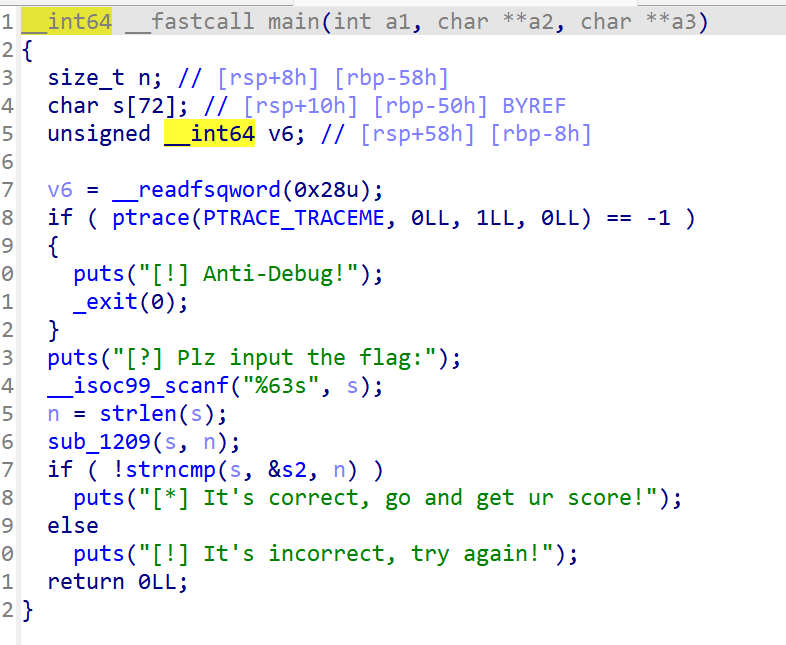 1 __int64 __fastcall main(int a1, char **a2, char **a3)
2 {
3   size_t n; // [rsp+8h] [rbp-58h]
4   char s[72]; // [rsp+10h] [rbp-50h] BYREF
5   unsigned __int64 v6; // [rsp+58h] [rbp-8h]
6
7   v6 = __readfsqword(0x28u);
8   if ( ptrace(PTRACE_TRACEME, 0LL, 1LL, 0LL) == -1 )
9   {
0     puts("[!] Anti-Debug!");
1     _exit(0);
2   }
3   puts("[?] Plz input the flag:");
4   __isoc99_scanf("%63s", s);
5   n = strlen(s);
6   sub_1209(s, n);
7   if ( !strncmp(s, &s2, n) )
8     puts("[*] It's correct, go and get ur score!");
9   else
0     puts("[!] It's incorrect, try again!");
1   return 0LL;
2 }